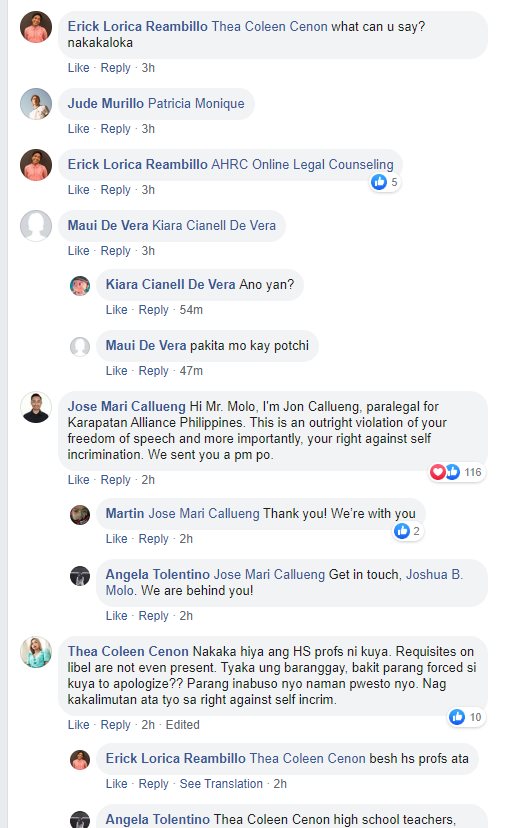 Erick Lorica Reambillo Thea Coleen Cenon what can u say?
nakakaloka
Like · Reply · 3h
Jude Murillo Patricia Monique
Like · Reply · 3h
Erick Lorica Reambillo AHRC Online Legal Counseling
5
Like · Reply · 3h
Maui De Vera Kiara Cianell De Vera
Like · Reply · 3h
Kiara Cianell De Vera Ano yan?
Like · Reply · 54m
Maui De Vera pakita mo kay potchi
Like · Reply · 47m
Jose Mari Callueng Hi Mr. Molo, I'm Jon Callueng, paralegal for
Karapatan Alliance Philippines. This is an outright violation of your
freedom of speech and more importantly, your right against self
incrimination. We sent you a pm po.
116
Like · Reply · 2h
Martin Jose Mari Callueng Thank you! We're with you
2
Like · Reply · 2h
Angela Tolentino Jose Mari Callueng Get in touch, Joshua B.
Molo. We are behind you!
Like · Reply · 2h
Thea Coleen Cenon Nakaka hiya ang HS profs ni kuya. Requisites on
libel are not even present. Tyaka ung baranggay, bakit parang forced si
kuya to apologize?? Parang inabuso nyo naman pwesto nyo. Nag
kakalimutan ata tyo sa right against self incrim.
10
Like · Reply · 2h · Edited
Erick Lorica Reambillo Thea Coleen Cenon besh hs profs ata
Like · Reply · See Translation · 2h
Angela Tolentino Thea Coleen Cenon high school teachers,